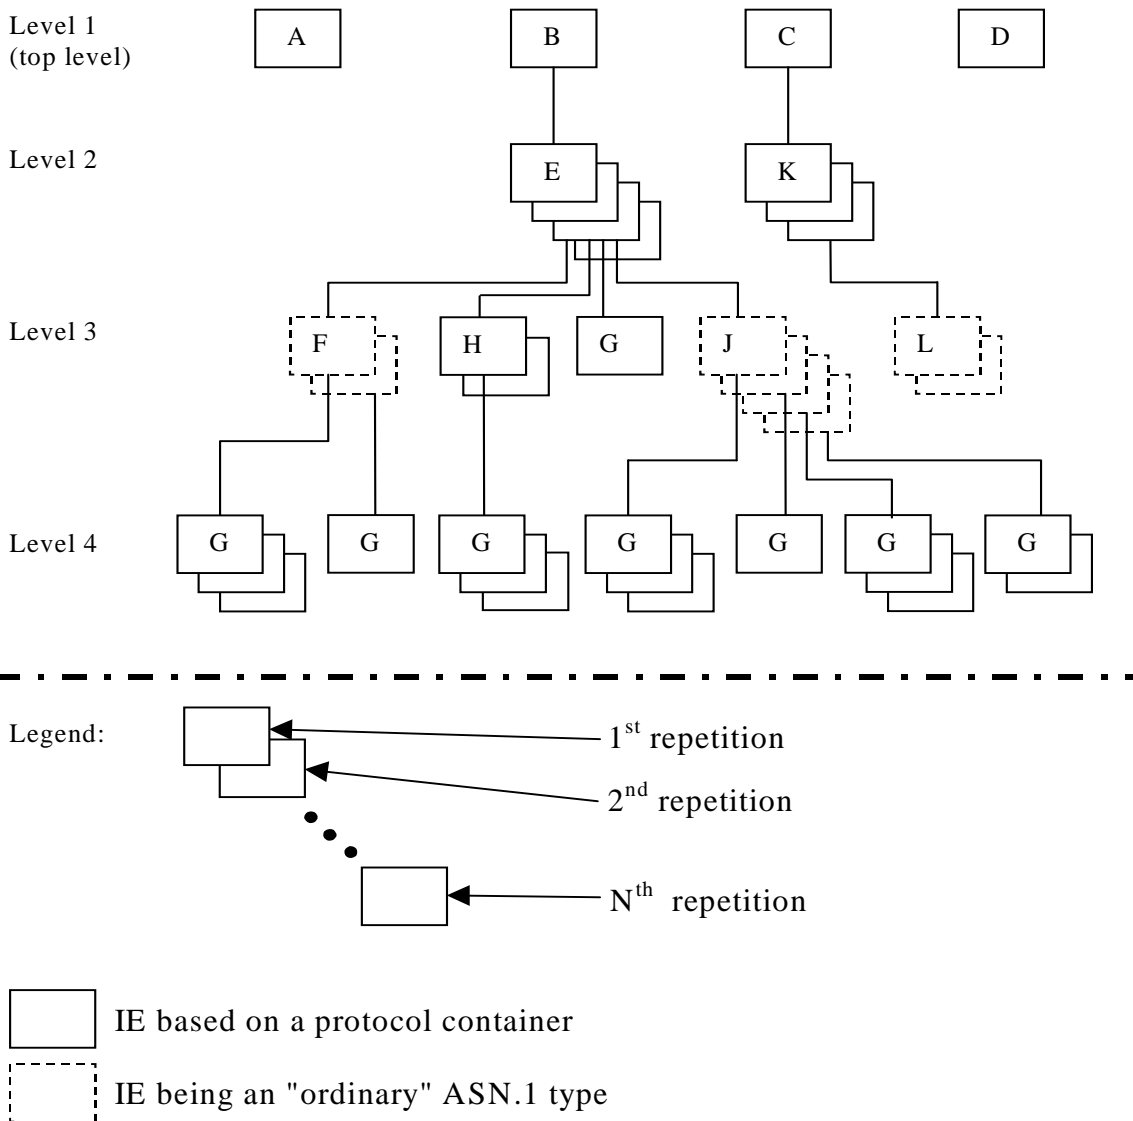 Level 1
(top level)
A
B
C
D
Level 2
E
K
Level 3
F
H
G
J
L
Level 4
G
G
G
G
G
G
G
Legend:
1st repetition
2nd repetition
Nth repetition
IE based on a protocol container
IE being an "ordinary" ASN.1 type